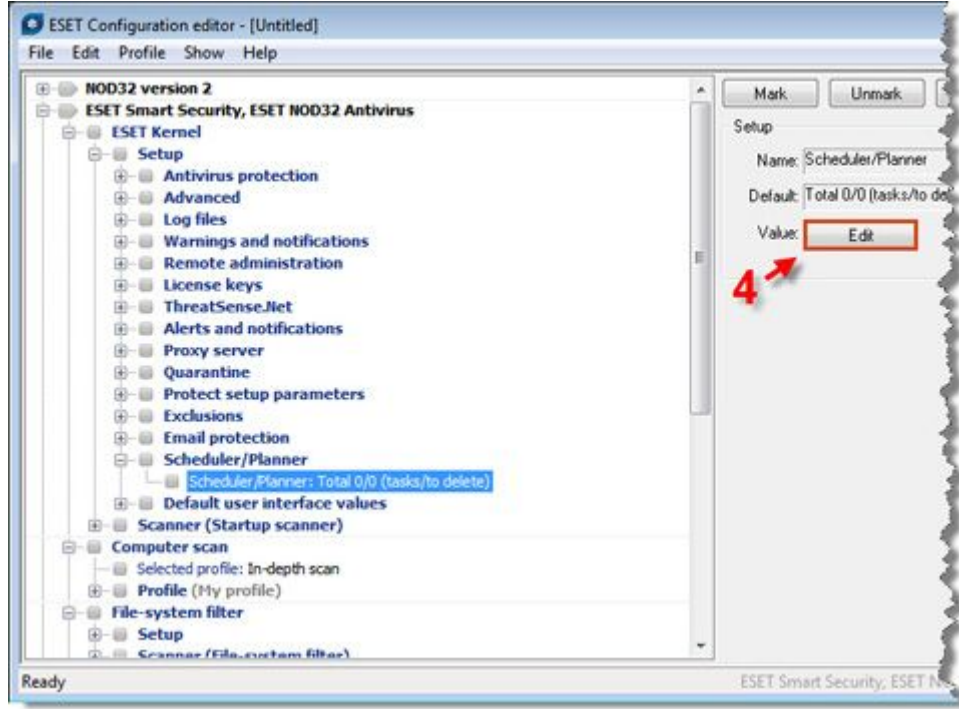 ESET Configuration editor - [Untitled]
File Edit Profile Show Help
NOD32 version 2
ESET Smart Security, ESET NOD32 Antivirus
ESET Kernel
Setup
Antivirus protection
Advanced
Log files
Warnings and notifications
Remote administration
License keys
ThreatSense.Net
Alerts and notifications
Proxy server
Quarantine
Protect setup parameters
Exclusions
Email protection
Scheduler/Planner
Scheduler/Planner: Total 0/0 (tasks/to delete)
Default user interface values
Scanner (Startup scanner)
Computer scan
Selected profile: In-depth scan
Profile (My profile)
File-system filter
Setup
Scanner (File-system filter)
Mark Unmark
Setup
Name: Scheduler/Planner
Default: Total 0/0 (tasks/to del
Value: Edit
4
Ready
ESET Smart Security, ESET